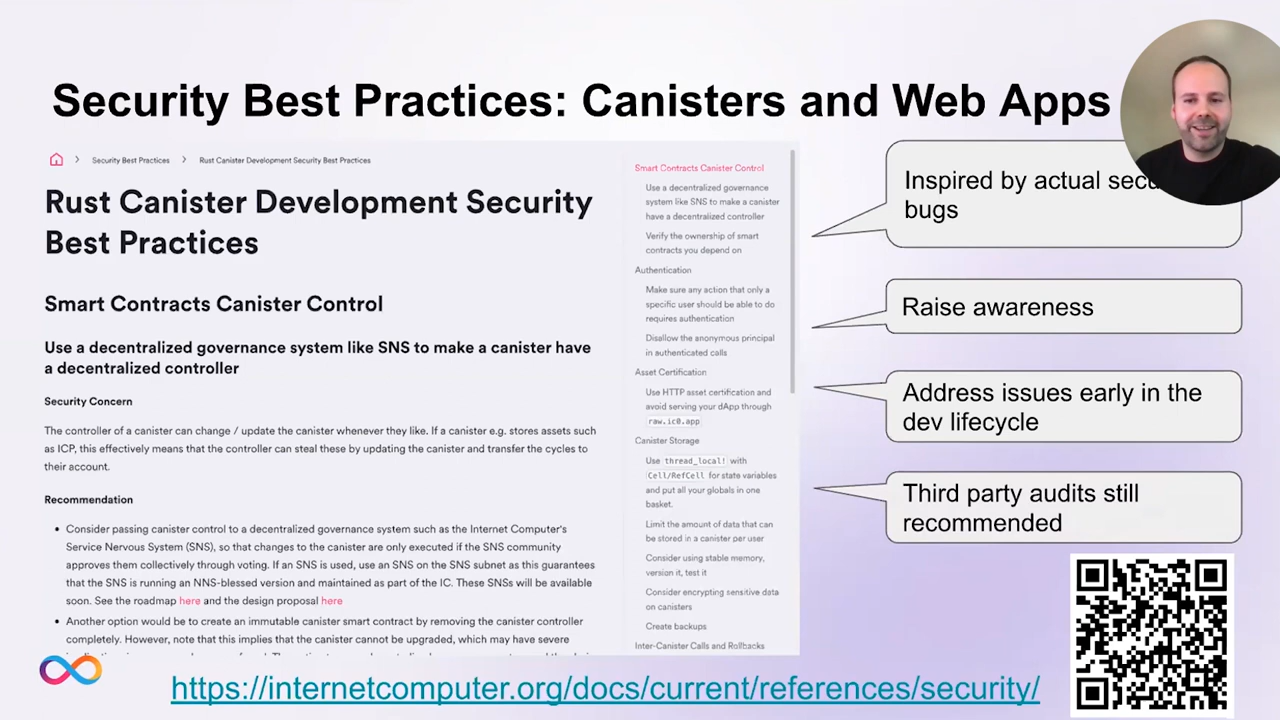 Security Best Practices: Canisters and Web Apps
Security Best Practices
Rust Canister Development Security Best Practices
Rust Canister Development Security
Best Practices
Smart Contracts Canister Control
Use a decentralized governance system like SNS to make a canister have
a decentralized controller
Security Concern
The controller of a canister can change / update the canister whenever they like. If a canister e.g. stores assets such
as ICP, this effectively means that the controller can steal these by updating the canister and transfer the cycles to
their account.
Recommendation
• Consider passing canister control to a decentralized governance system such as the Internet Computer's
Service Nervous System (SNS), so that changes to the canister are only executed if the SNS community
approves them collectively through voting. If an SNS is used, use an SNS on the SNS subnet as this guarantees
that the SNS is running an NNS-blessed version and maintained as part of the IC. These SNSs will be available
soon. See the roadmap here and the design proposal here
• Another option would be to create an immutable canister smart contract by removing the canister controller
completely. However, note that this implies that the canister cannot be upgraded, which may have severe
Smart Contracts Canister Control
Use a decentralized governance
system like SNS to make a canister
have a decentralized controller
Verify the ownership of smart
contracts you depend on
Authentication
Make sure any action that only a
specific user should be able to do
requires authentication
Disallow the anonymous principal
in authenticated calls
Asset Certification
Use HTTP asset certification and
avoid serving your dApp through
raw.ic0.app
Canister Storage
Use thread_local! with
Cell/RefCell for state variables
and put all your globals in one
basket.
Limit the amount of data that can
be stored in a canister per user
Consider using stable memory,
version it, test it
Consider encrypting sensitive data
on canisters
Create backups
Inter-Canister Calls and Rollbacks
Inspired by actual
bugs
Raise awareness
Address issues early in the
dev lifecycle
Third party audits still
recommended
https://internetcomputer.org/docs/current/references/security/